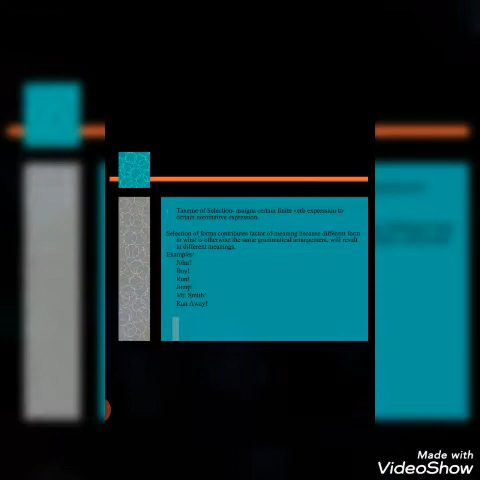 Taxeme of Selection- assigns certain finite verb expression to
certain nominative expression.
Selection of forms contributes factor of meaning because different form
in what is otherwise the same grammatical arrangement, will result
in different meanings.
Examples
John!
Boy!
Run!
Jump!
Mr. Smith!
Run Away!
Made with
VideoShow